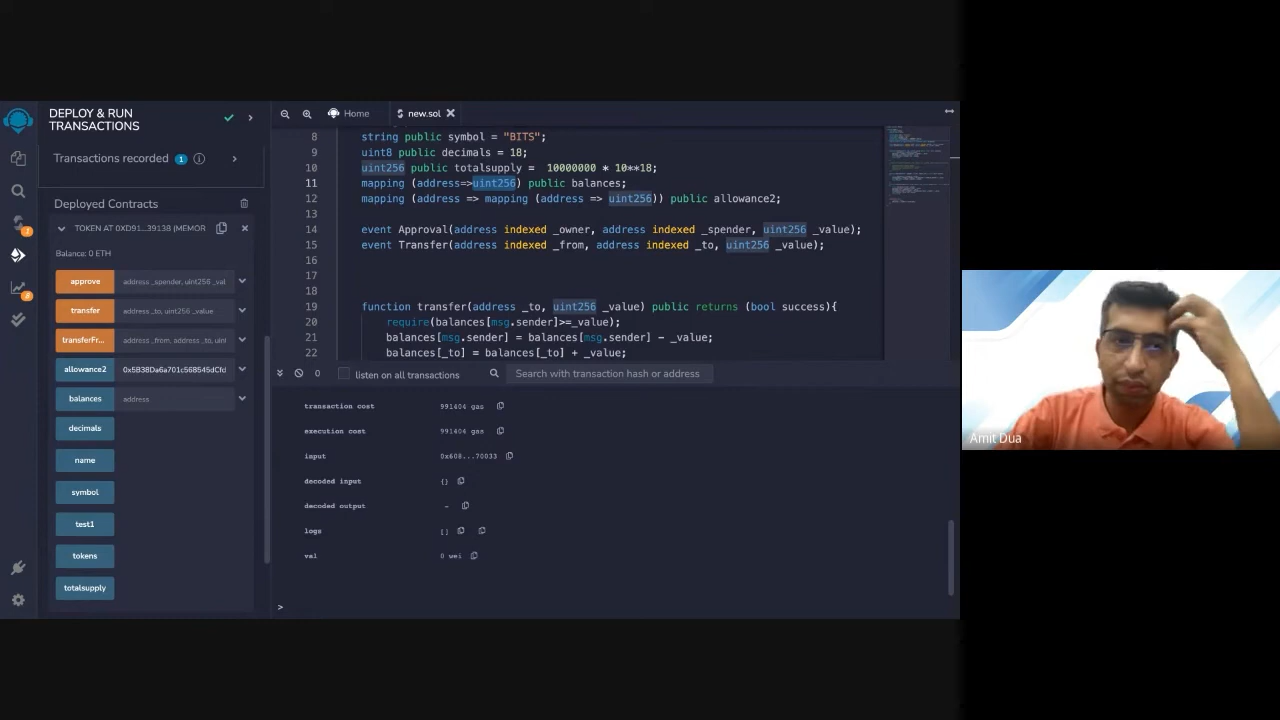 DEPLOY & RUN
TRANSACTIONS
Transactions recorded 1
Deployed Contracts
TOKEN AT 0XD91...39138 (MEMOR
Balance: 0 ETH
approve address _spender, uint256 _val
transfer address _to, uint256 _value
transferFr... address _from, address _to, uint
allowance2 0x5B38Da6a701c568545dCfd
balances address
decimals
name
symbol
test1
tokens
totalsupply
Home new.sol
8 string public symbol = "BITS";
9 uint8 public decimals = 18;
10 uint256 public totalsupply = 10000000 * 10**18;
11 mapping (address=>uint256) public balances;
12 mapping (address => mapping (address => uint256)) public allowance2;
13
14 event Approval(address indexed _owner, address indexed _spender, uint256 _value);
15 event Transfer(address indexed _from, address indexed _to, uint256 _value);
16
17
18
19 function transfer(address _to, uint256 _value) public returns (bool success){
20 require(balances[msg.sender]>=_value);
21 balances[msg.sender] = balances[msg.sender] - _value;
22 balances[_to] = balances[_to] + _value;
0 listen on all transactions Search with transaction hash or address
transaction cost 991404 gas
execution cost 991404 gas
input 0x608...70033
decoded input {}
decoded output -
logs []
val 0 wei
>
Amit Dua